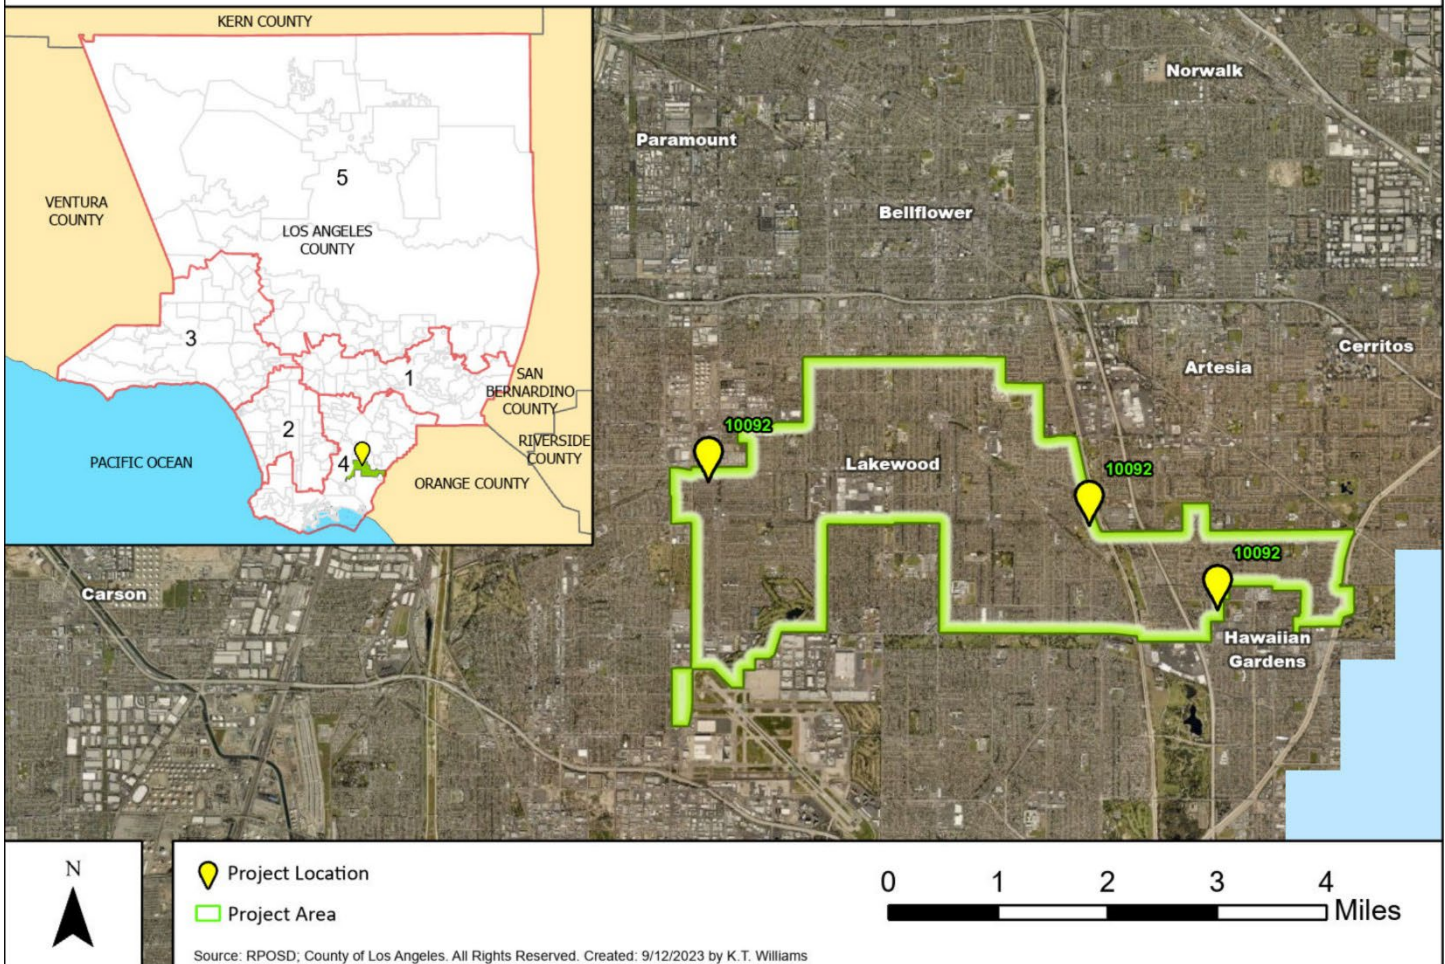 KERN COUNTY
5
VENTURA
COUNTY
LOS ANGELES
COUNTY
3
1
SAN
BERNARDINO
COUNTY
2
RIVERSIDE
COUNTY
4
PACIFIC OCEAN
ORANGE COUNTY
Norwalk
Paramount
Bellflower
Cerritos
Artesia
10092
Lakewood
10092
10092
Carson
Hawaiian
Gardens
N
Project Location
Project Area
0 1 2 3 4
Miles
Source: RPOSD; County of Los Angeles. All Rights Reserved. Created: 9/12/2023 by K.T. Williams